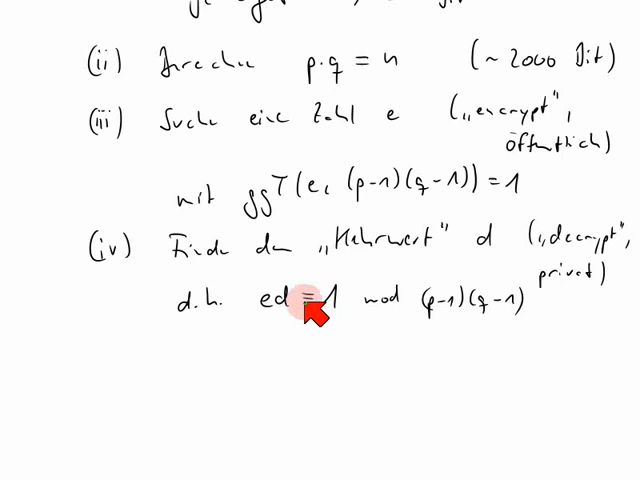 (ii) Berechne p·q = n (~ 2000 Bit)
(iii) Suche eine Zahl e („encrypt",
öffentlich)
mit ggT(e, (p-1)(q-1)) = 1
(iv) Finde den „Kehrwert" d („decrypt",
privat)
d.h. ed = 1 mod (p-1)(q-1)